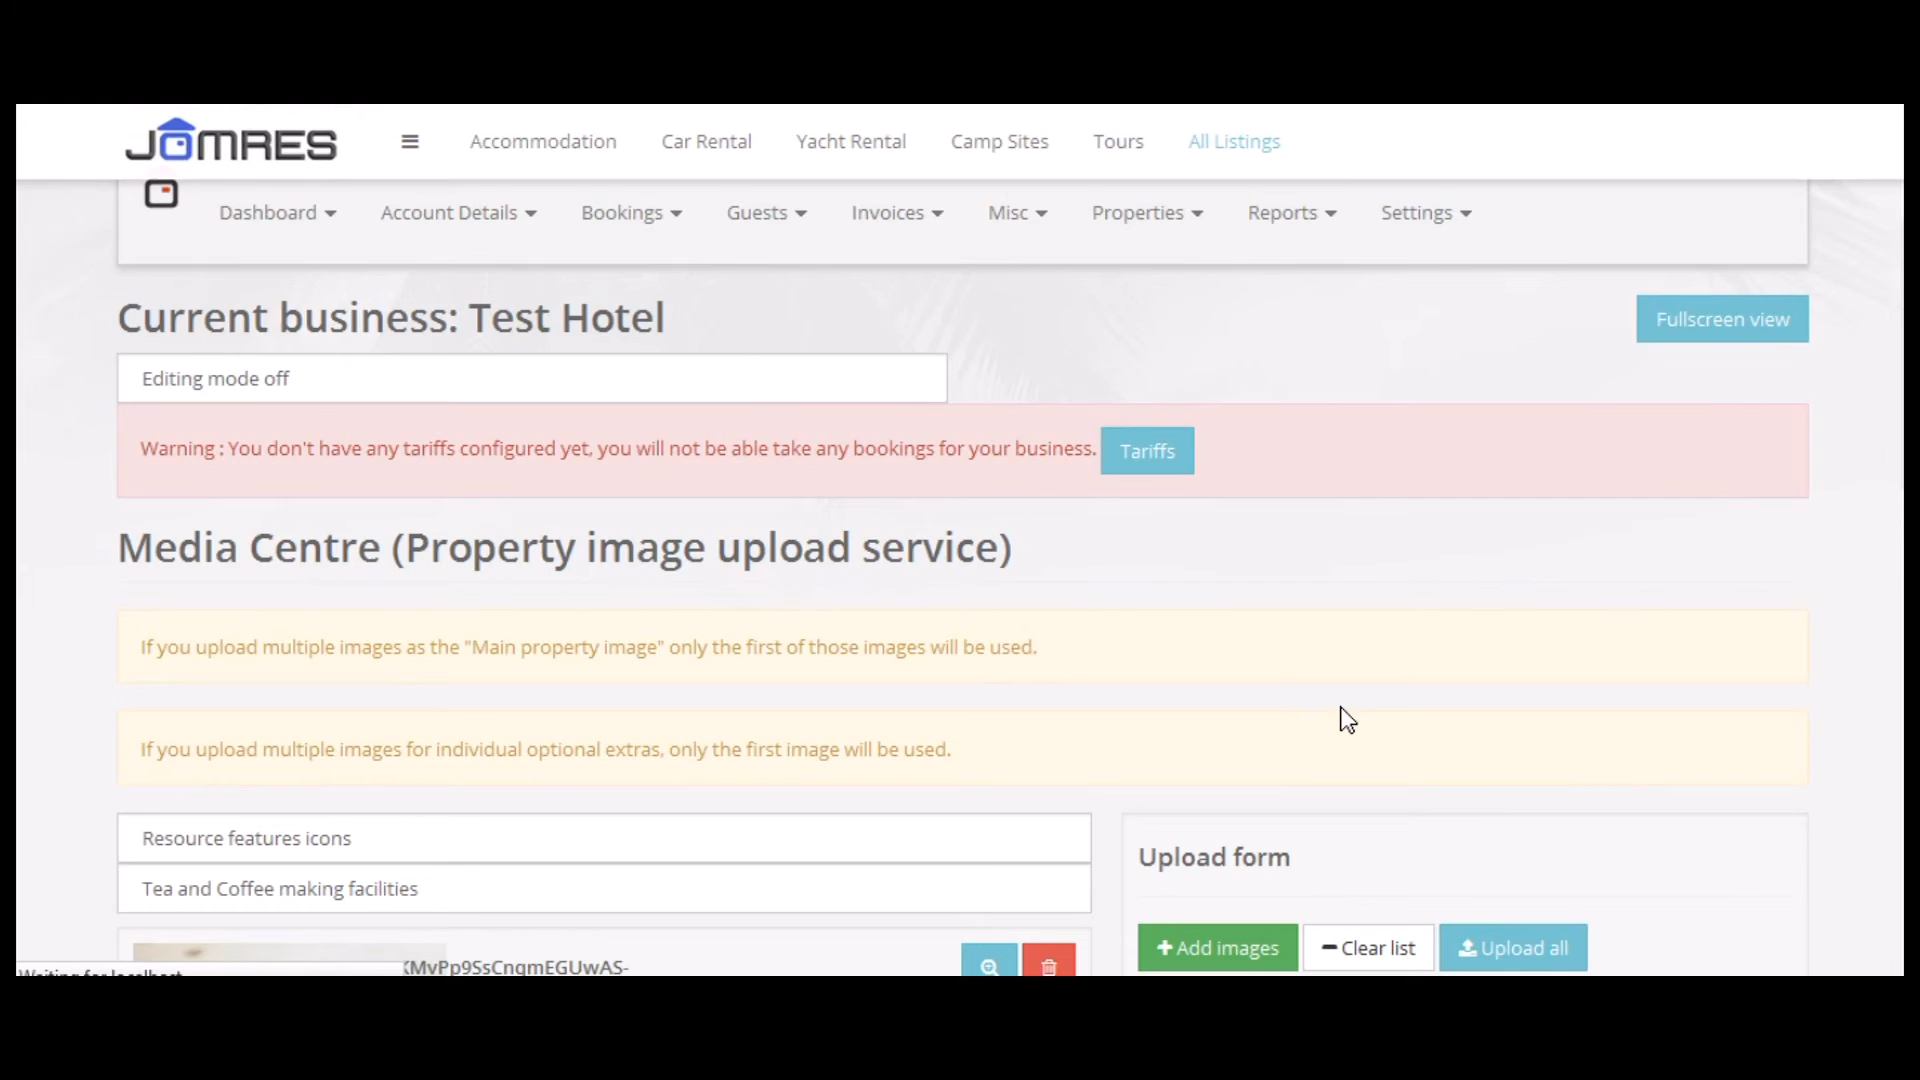 JOMRES Accommodation Car Rental Yacht Rental Camp Sites Tours All Listings
Dashboard Account Details Bookings Guests Invoices Misc Properties Reports Settings
Current business: Test Hotel
Fullscreen view
Editing mode off
Warning : You don't have any tariffs configured yet, you will not be able take any bookings for your business. Tariffs
Media Centre (Property image upload service)
If you upload multiple images as the "Main property image" only the first of those images will be used.
If you upload multiple images for individual optional extras, only the first image will be used.
Resource features icons
Tea and Coffee making facilities
Upload form
Add images Clear list Upload all
Waiting for localhost